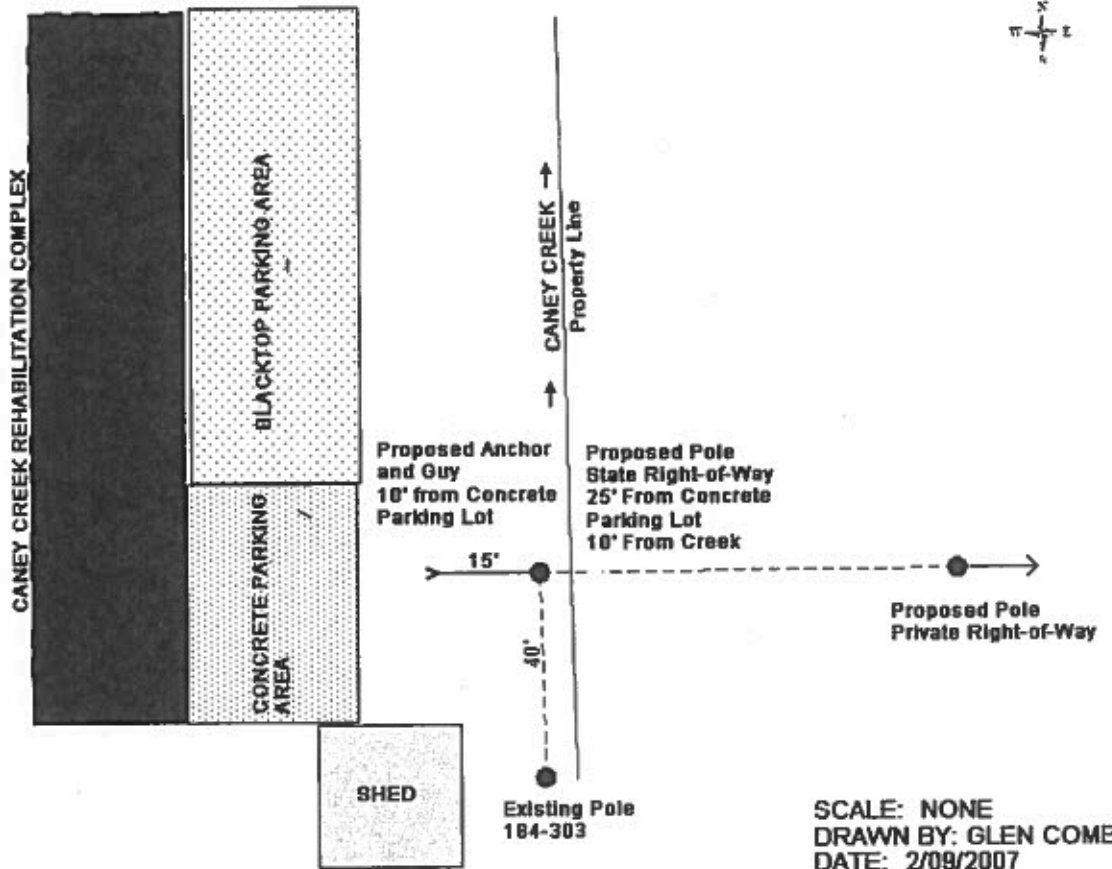 N
W E
S
CANEY CREEK REHABILITATION COMPLEX
BLACKTOP PARKING AREA
CANEY CREEK
Property Line
Proposed Anchor
and Guy
10' from Concrete
Parking Lot
Proposed Pole
State Right-of-Way
25' From Concrete
Parking Lot
10' From Creek
CONCRETE PARKING
AREA
15'
40'
Proposed Pole
Private Right-of-Way
SHED
Existing Pole
184-303
SCALE: NONE
DRAWN BY: GLEN COMB
DATE: 2/09/2007